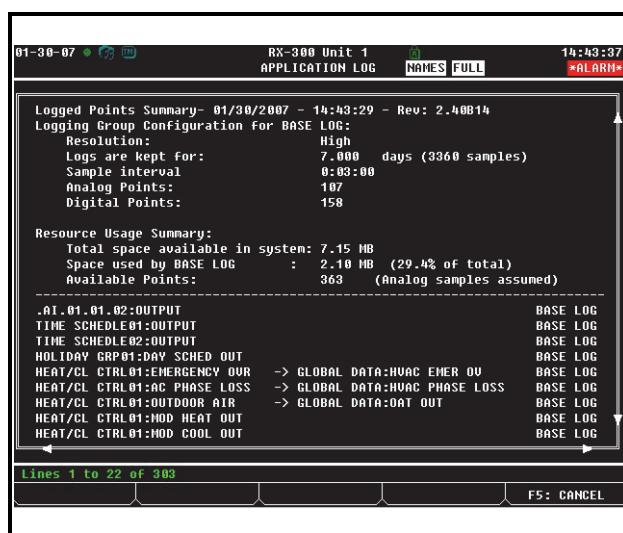 01-30-07 RX-300 Unit 1 14:43:37
APPLICATION LOG NAMES FULL *ALARM*
Logged Points Summary- 01/30/2007 - 14:43:29 - Rev: 2.40B14
Logging Group Configuration for BASE LOG:
Resolution: High
Logs are kept for: 7.000 days (3360 samples)
Sample interval 0:03:00
Analog Points: 107
Digital Points: 158
Resource Usage Summary:
Total space available in system: 7.15 MB
Space used by BASE LOG : 2.10 MB (29.4% of total)
Available Points: 363 (Analog samples assumed)
--------------------------------------------------------------------------------
.AI.01.01.02:OUTPUT BASE LOG
TIME SCHEDLE01:OUTPUT BASE LOG
TIME SCHEDLE02:OUTPUT BASE LOG
HOLIDAY GRP01:DAY SCHED OUT BASE LOG
HEAT/CL CTRL01:EMERGENCY OVR -> GLOBAL DATA:HVAC EMER OV BASE LOG
HEAT/CL CTRL01:AC PHASE LOSS -> GLOBAL DATA:HVAC PHASE LOSS BASE LOG
HEAT/CL CTRL01:OUTDOOR AIR -> GLOBAL DATA:OAT OUT BASE LOG
HEAT/CL CTRL01:MOD HEAT OUT BASE LOG
HEAT/CL CTRL01:MOD COOL OUT BASE LOG
Lines 1 to 22 of 303
F5: CANCEL